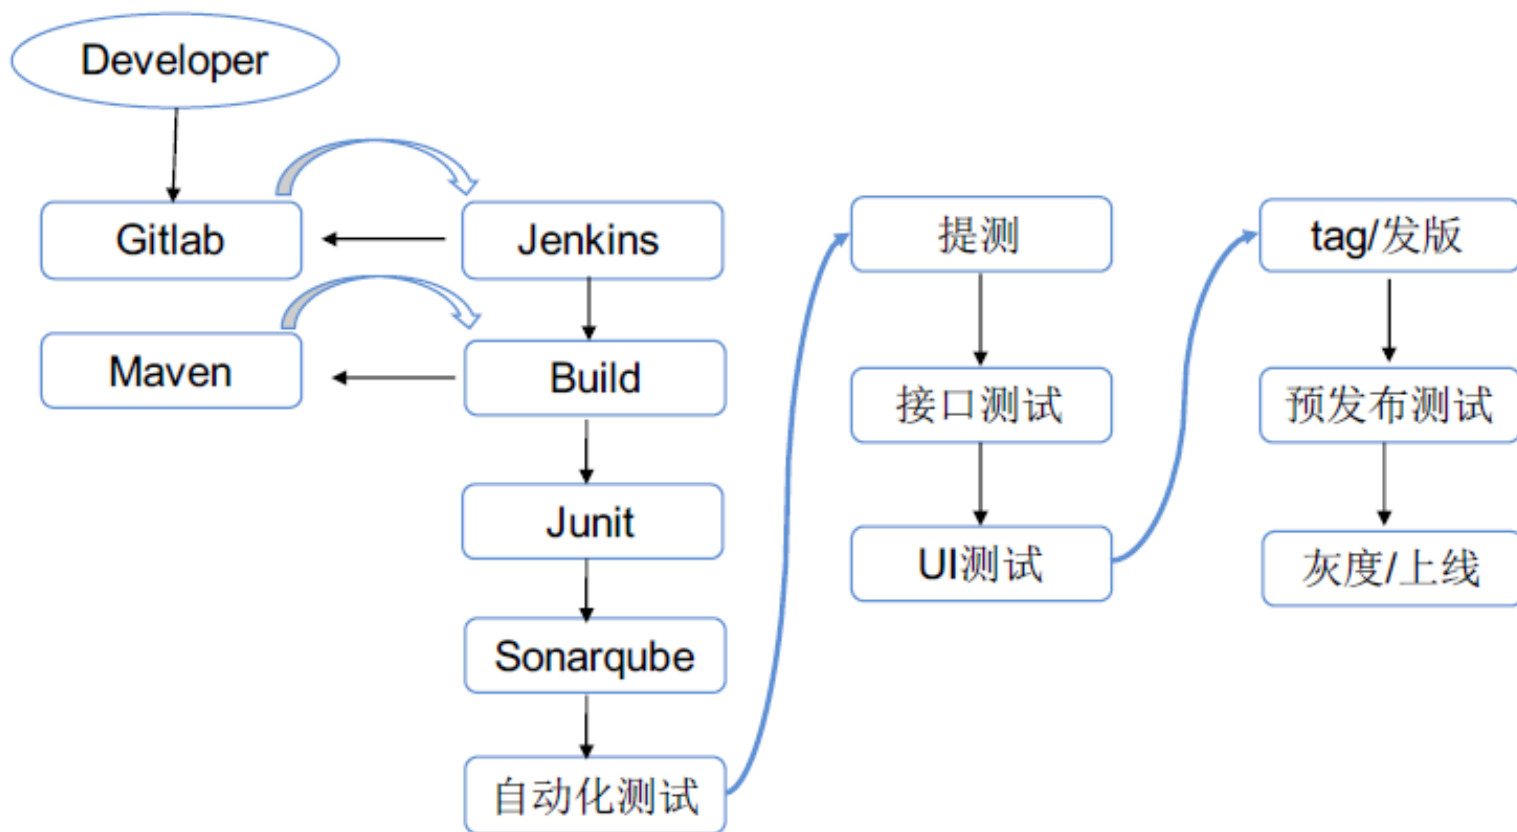 Developer
Gitlab
Jenkins
Maven
Build
Junit
Sonarqube
自动化测试
提测
接口测试
UI测试
tag/发版
预发布测试
灰度/上线